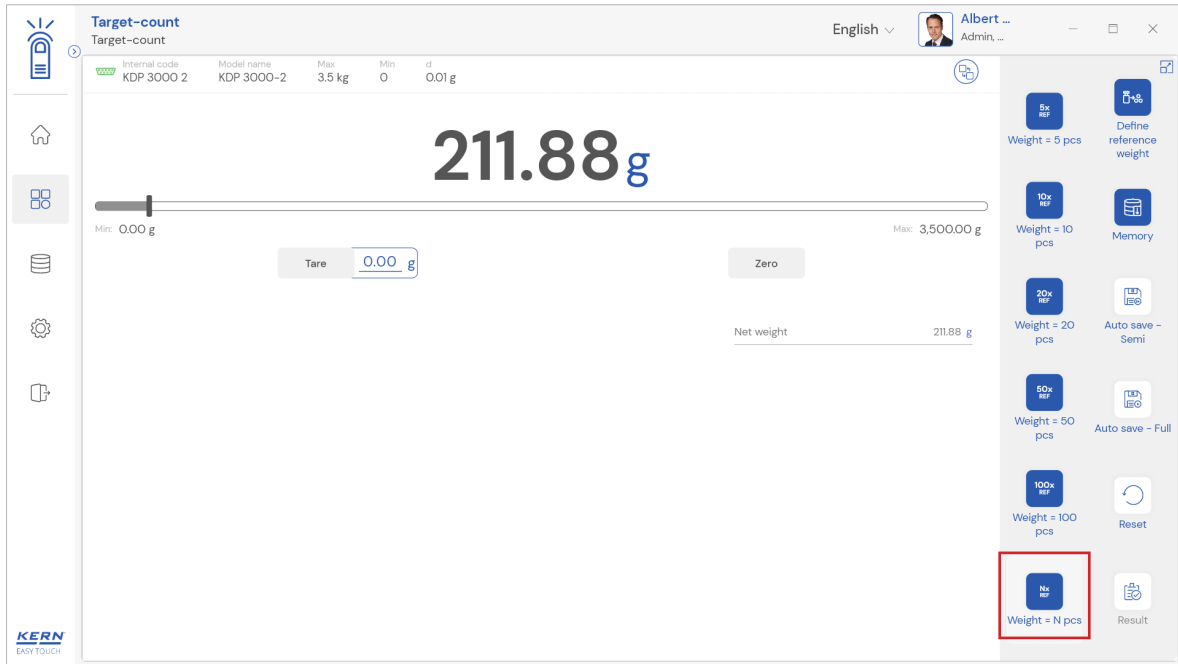 Target-count
Target-count
English
Albert ...
Admin, ...
Internal code
KDP 3000 2
Model name
KDP 3000-2
Max
3.5 kg
Min
0
d
0.01 g
211.88 g
Min: 0.00 g
Max: 3,500.00 g
Tare
0.00 g
Zero
Net weight
211.88 g
5x
REF
Weight = 5 pcs
Define
reference
weight
10x
REF
Weight = 10
pcs
Memory
20x
REF
Weight = 20
pcs
Auto save -
Semi
50x
REF
Weight = 50
pcs
Auto save - Full
100x
REF
Weight = 100
pcs
Reset
Nx
REF
Weight = N pcs
Result
KERN
EASY TOUCH